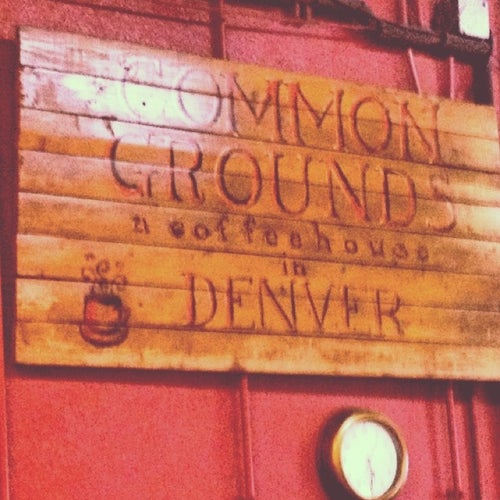 COMMON
GROUNDS
a coffeehouse
in
DENVER